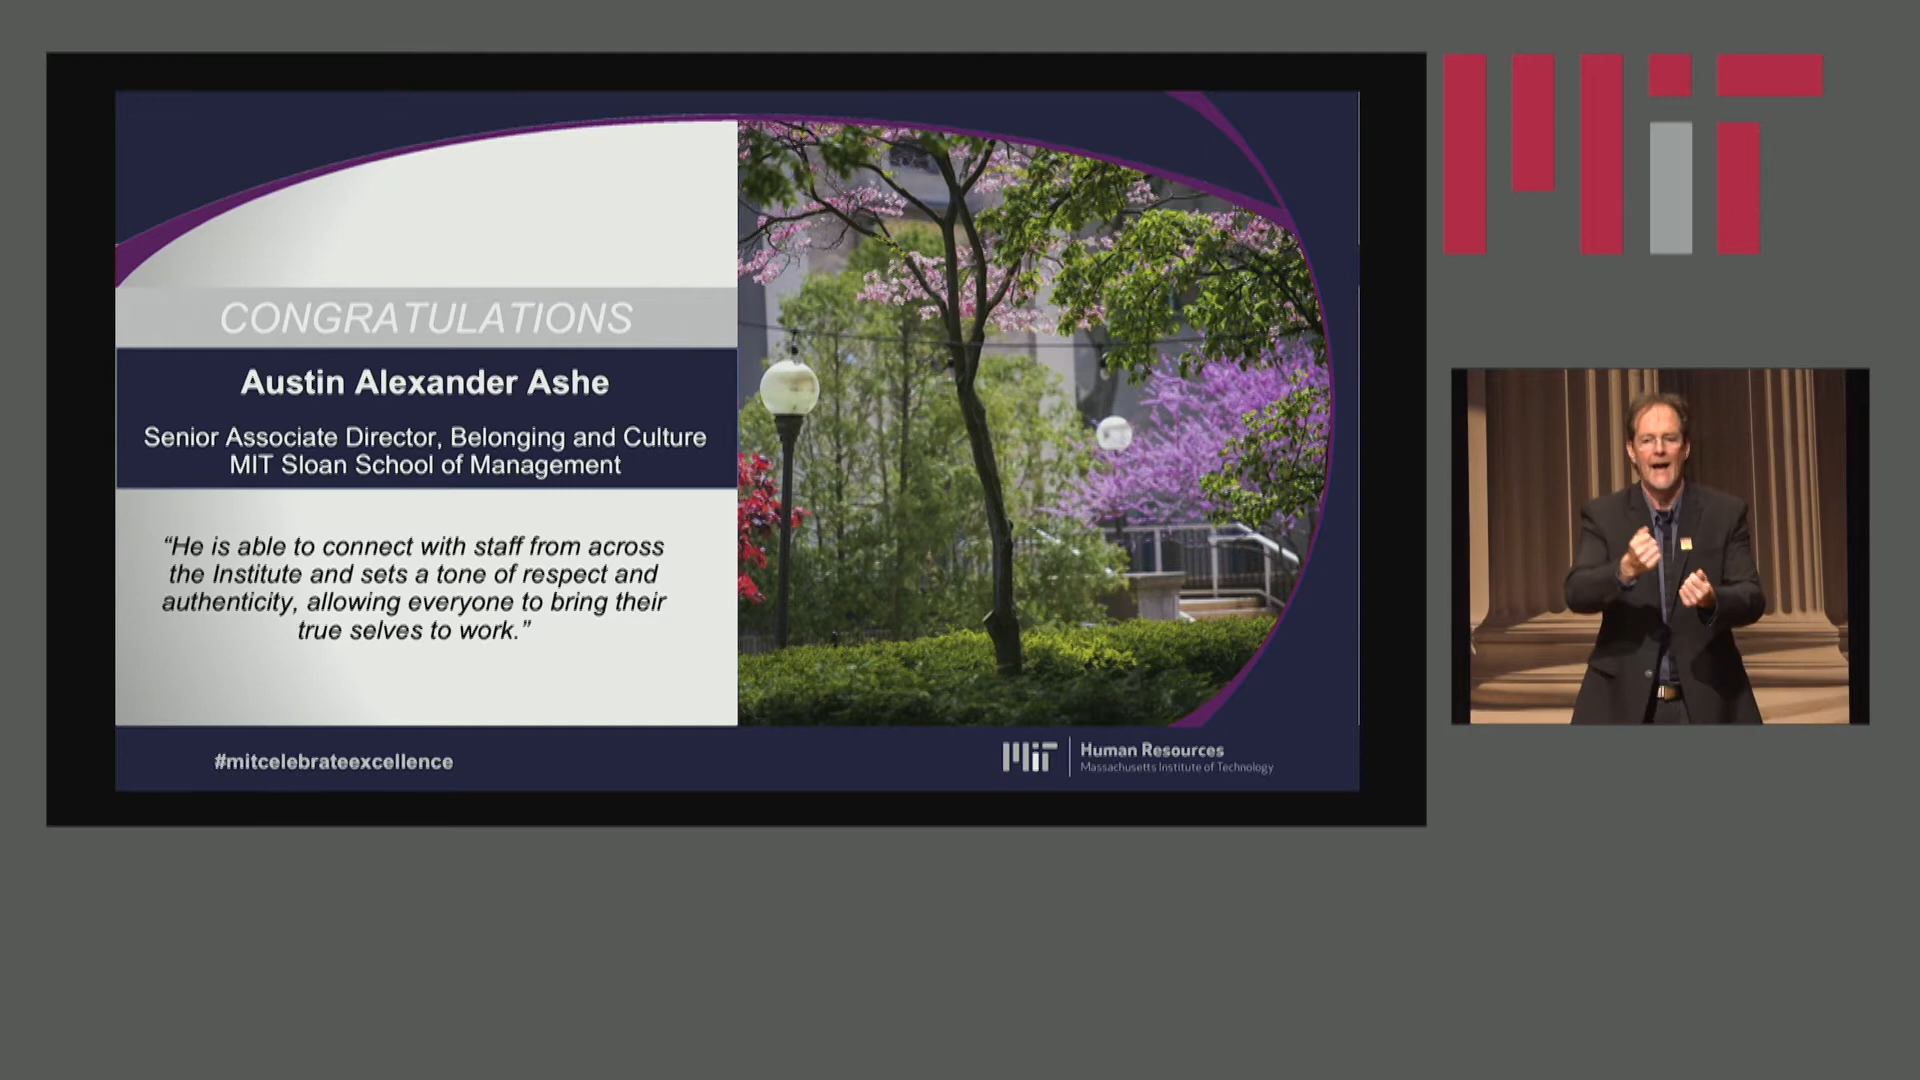 CONGRATULATIONS
Austin Alexander Ashe
Senior Associate Director, Belonging and Culture
MIT Sloan School of Management
“He is able to connect with staff from across
the Institute and sets a tone of respect and
authenticity, allowing everyone to bring their
true selves to work.”
#mitcelebrateexcellence
MIT
Human Resources
Massachusetts Institute of Technology
MIT